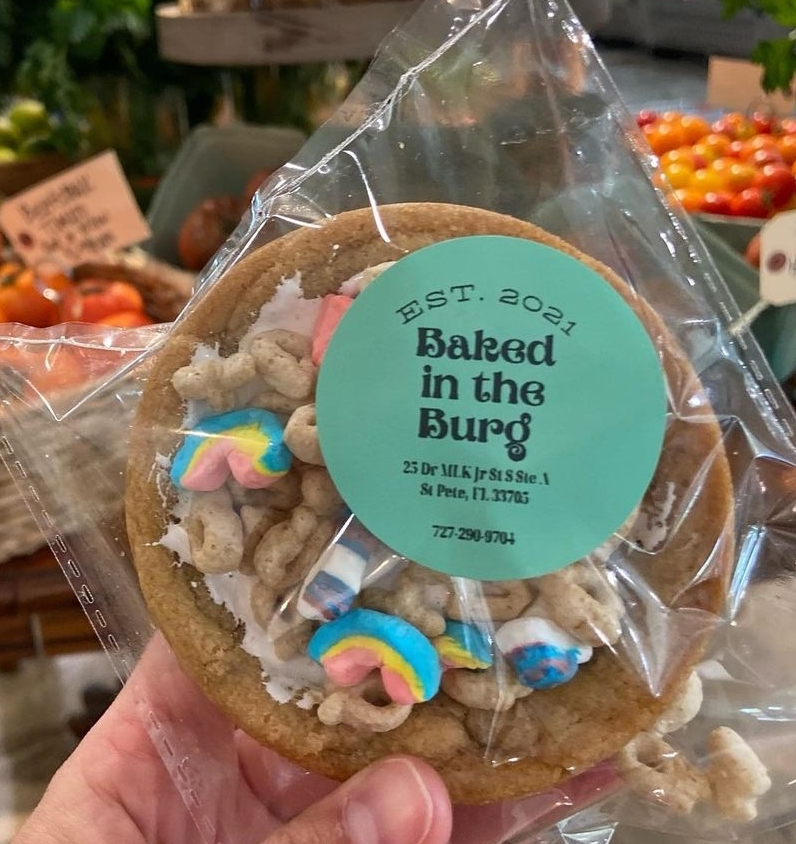 EST. 2021
Baked
in the
Burg
25 Dr MLK Jr St S Ste A
St Pete, FL 33705
727-290-9704